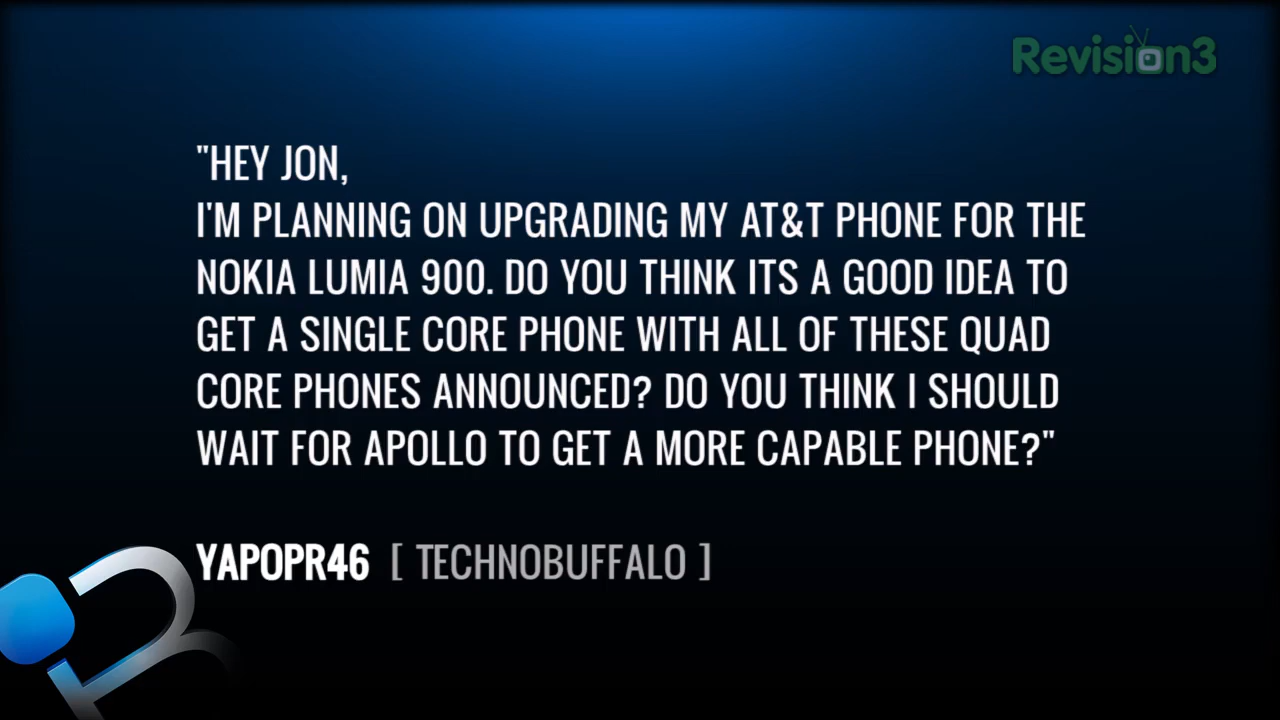 Revision3
"HEY JON,
I'M PLANNING ON UPGRADING MY AT&T PHONE FOR THE
NOKIA LUMIA 900. DO YOU THINK ITS A GOOD IDEA TO
GET A SINGLE CORE PHONE WITH ALL OF THESE QUAD
CORE PHONES ANNOUNCED? DO YOU THINK I SHOULD
WAIT FOR APOLLO TO GET A MORE CAPABLE PHONE?"
YAPOPR46 [ TECHNOBUFFALO ]